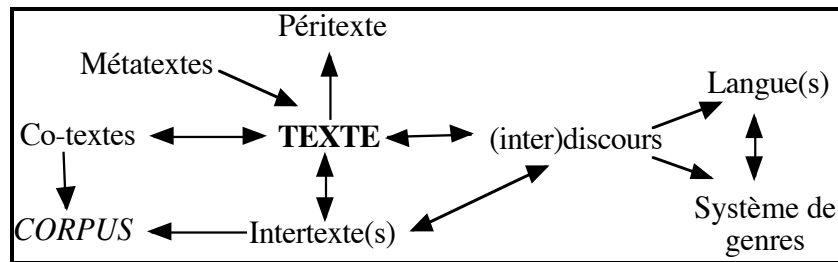 Péritexte
Métatextes
Langue(s)
Co-textes
TEXTE
(inter)discours
CORPUS
Intertexte(s)
Système de
genres